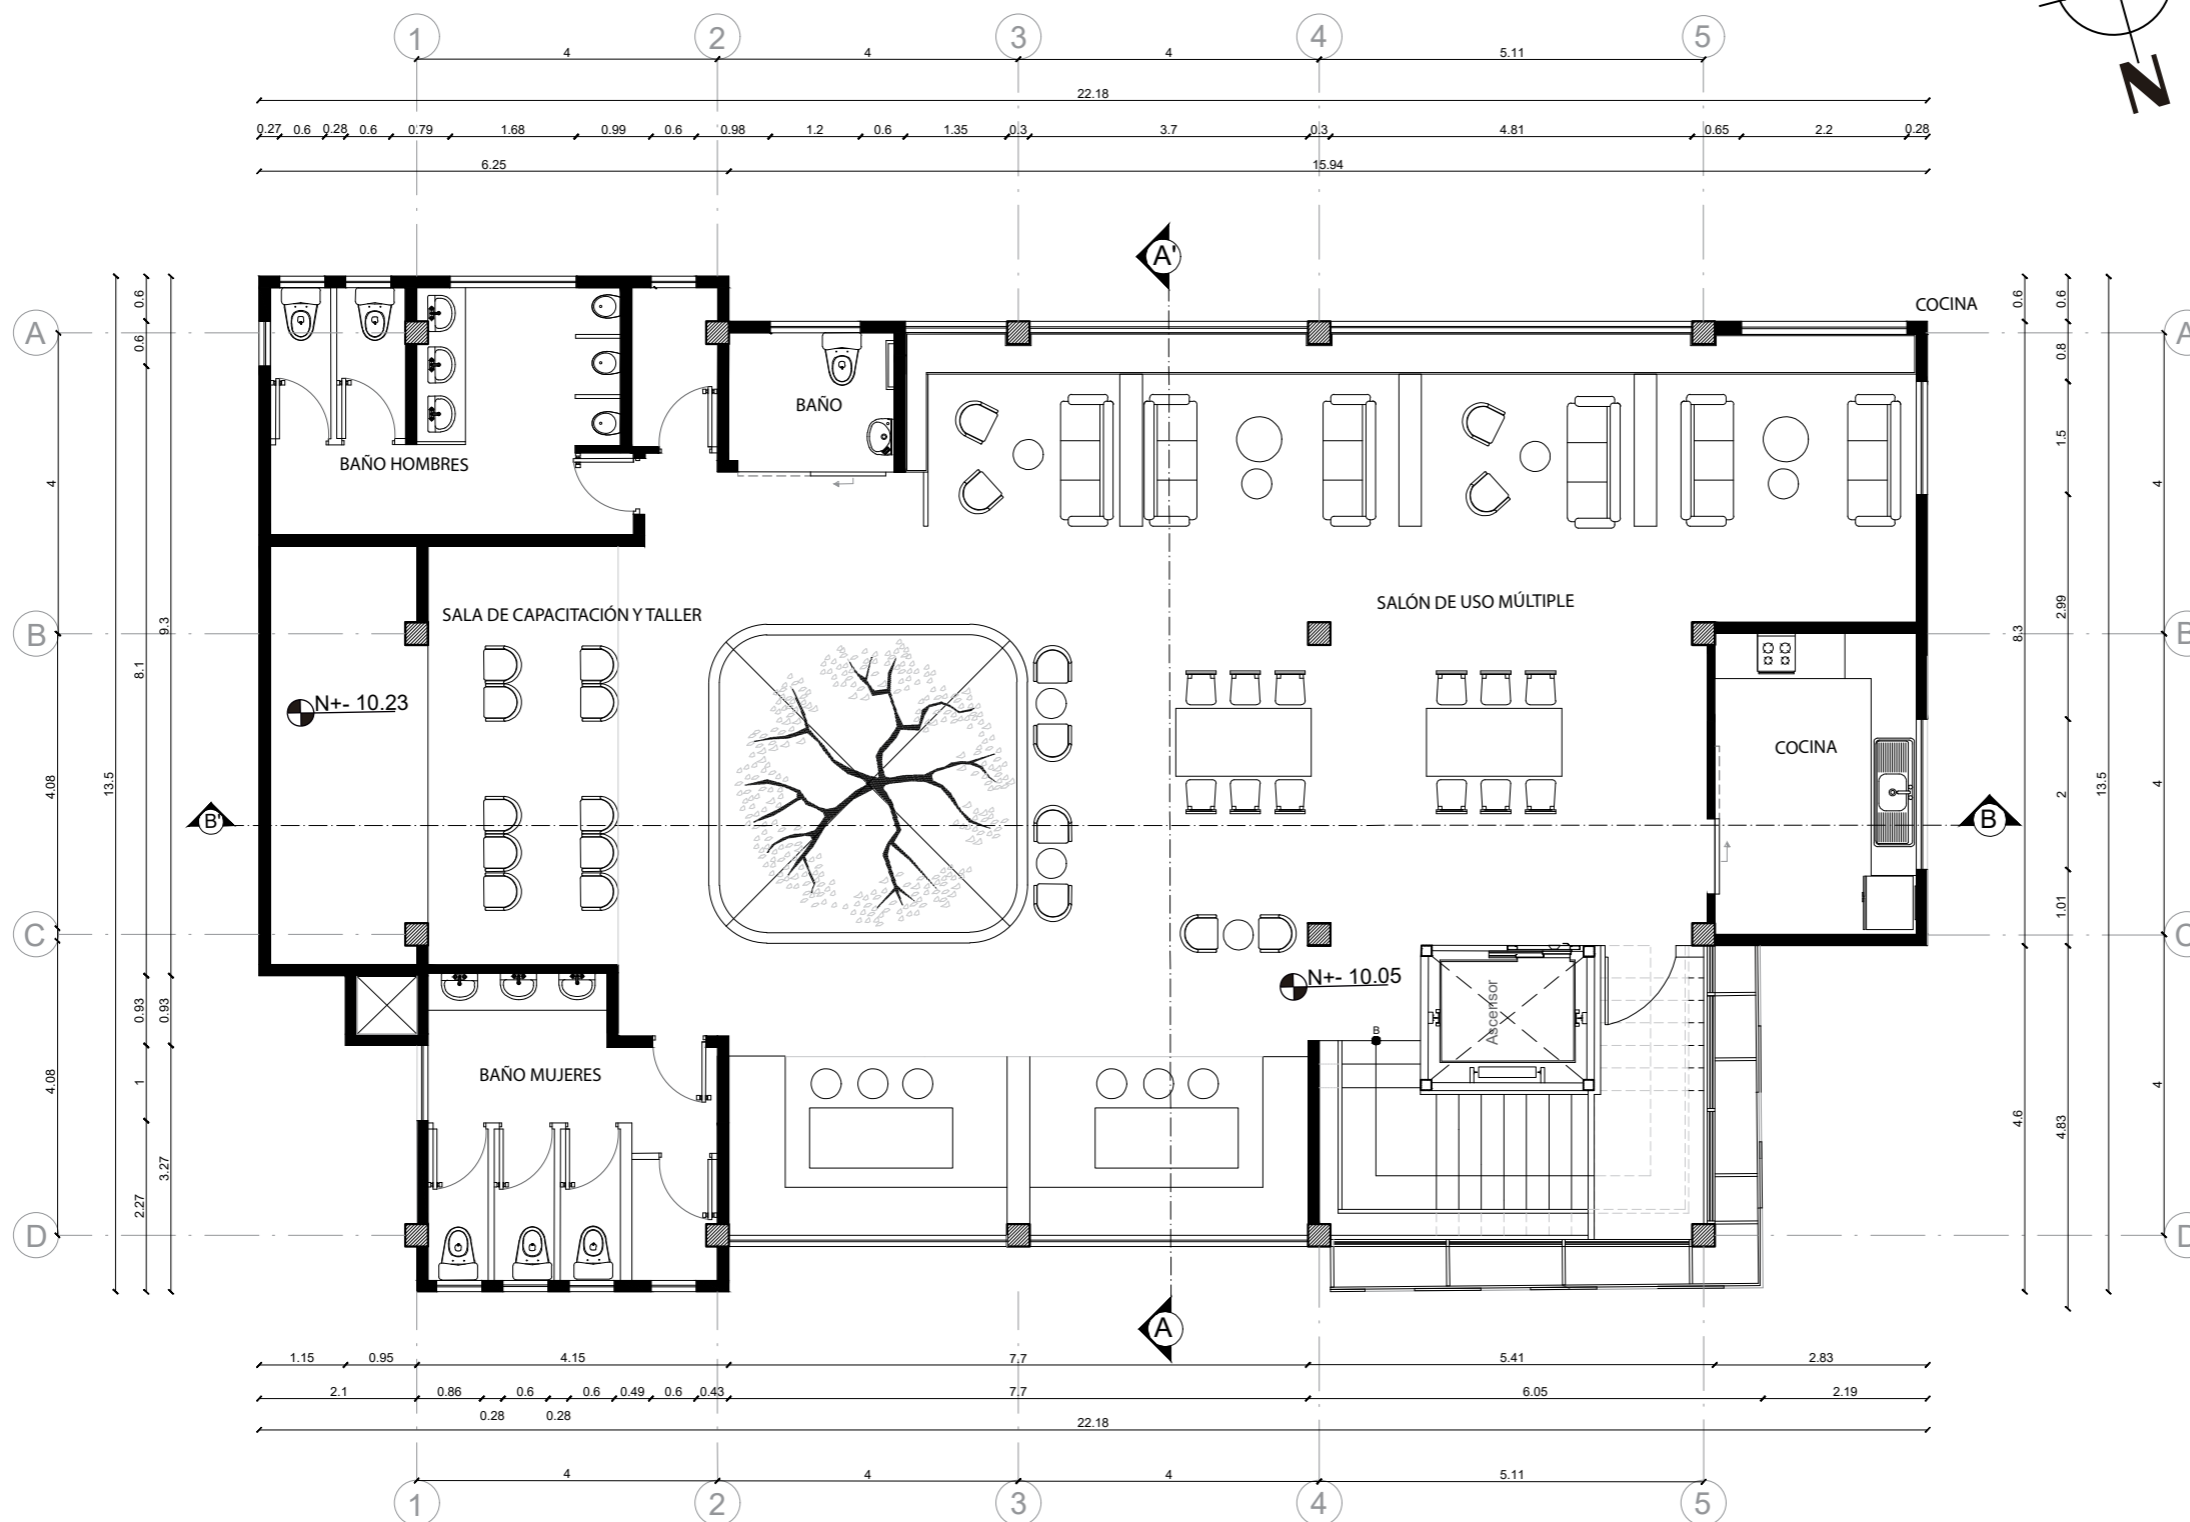 N
1 2 3 4 5
4 4 4 5.11
22.18
0.27 0.6 0.28 0.6 0.79 1.68 0.99 0.6 0.98 1.2 0.6 1.35 0.3 3.7 0.3 4.81 0.65 2.2 0.28
6.25 15.94
A'
A
B
C
D
4
4.08
4.08
13.5
0.6
0.6
8.1
0.93
1
2.27
9.3
0.93
3.27
COCINA
BAÑO
BAÑO HOMBRES
SALÓN DE USO MÚLTIPLE
SALA DE CAPACITACIÓN Y TALLER
N+- 10.23
COCINA
B'
B
N+- 10.05
Ascensor
B
BAÑO MUJERES
0.6
8.3
4.6
0.6
0.8
1.5
2.99
2
1.01
4.83
13.5
4
4
4
A
B
C
D
A
1.15 0.95 4.15 7.7 5.41 2.83
2.1 0.86 0.6 0.6 0.49 0.6 0.43 7.7 6.05 2.19
0.28 0.28
22.18
4 4 4 5.11
1 2 3 4 5